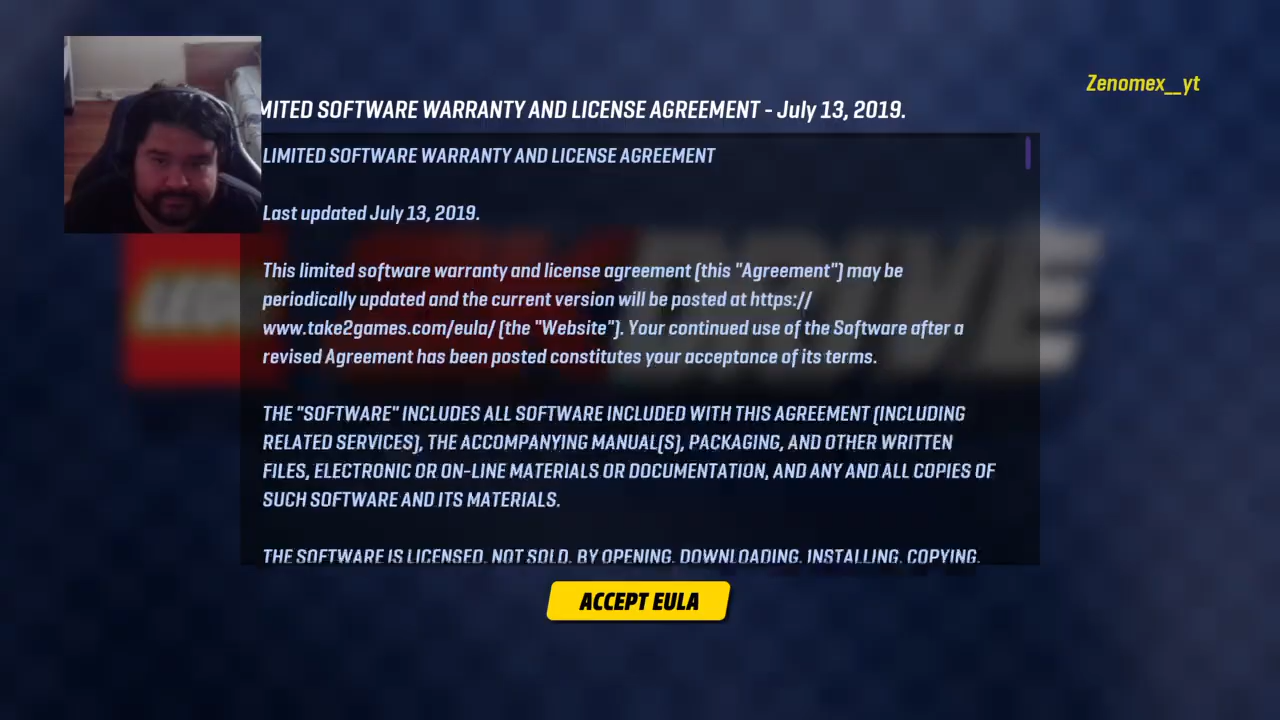 Zenomex__yt
MITED SOFTWARE WARRANTY AND LICENSE AGREEMENT - July 13, 2019.
LIMITED SOFTWARE WARRANTY AND LICENSE AGREEMENT
Last updated July 13, 2019.
This limited software warranty and license agreement (this "Agreement") may be
periodically updated and the current version will be posted at https://
www.take2games.com/eula/ (the "Website"). Your continued use of the Software after a
revised Agreement has been posted constitutes your acceptance of its terms.
THE "SOFTWARE" INCLUDES ALL SOFTWARE INCLUDED WITH THIS AGREEMENT (INCLUDING
RELATED SERVICES), THE ACCOMPANYING MANUAL(S), PACKAGING, AND OTHER WRITTEN
FILES, ELECTRONIC OR ON-LINE MATERIALS OR DOCUMENTATION, AND ANY AND ALL COPIES OF
SUCH SOFTWARE AND ITS MATERIALS.
THE SOFTWARE IS LICENSED, NOT SOLD. BY OPENING, DOWNLOADING, INSTALLING, COPYING,
LEGO 2K DRIVE
ACCEPT EULA